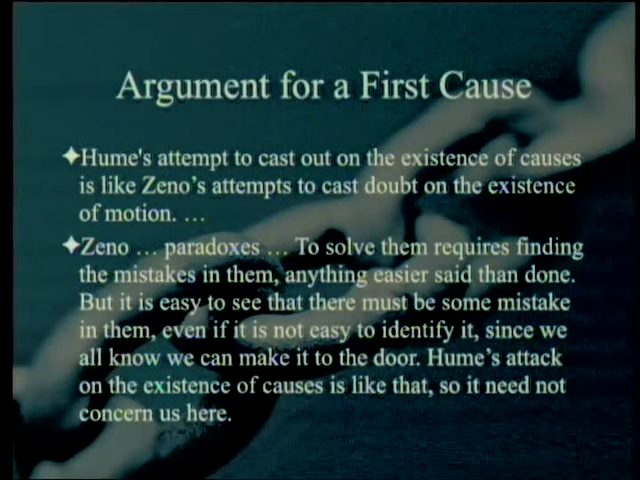 Argument for a First Cause
✦Hume's attempt to cast out on the existence of causes
is like Zeno's attempts to cast doubt on the existence
of motion. …
✦Zeno … paradoxes … To solve them requires finding
the mistakes in them, anything easier said than done.
But it is easy to see that there must be some mistake
in them, even if it is not easy to identify it, since we
all know we can make it to the door. Hume's attack
on the existence of causes is like that, so it need not
concern us here.